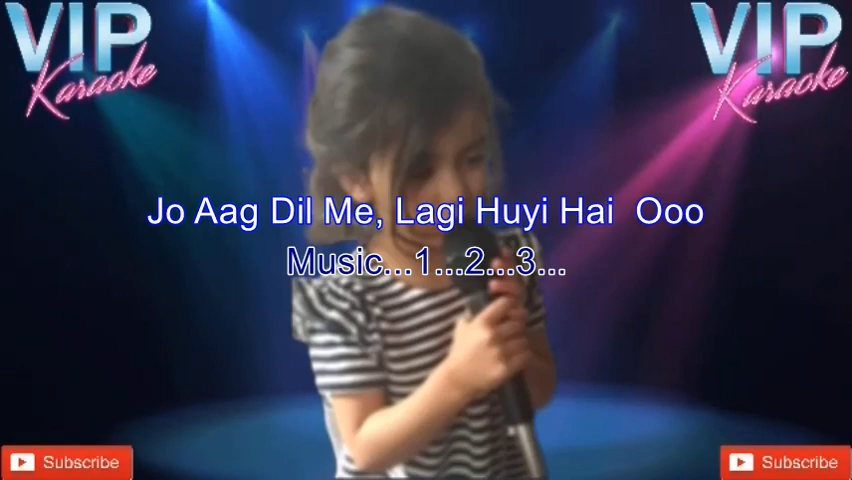 VIP
Karaoke
VIP
Karaoke
Jo Aag Dil Me, Lagi Huyi Hai  Ooo
Music...1...2...3...
Subscribe
Subscribe